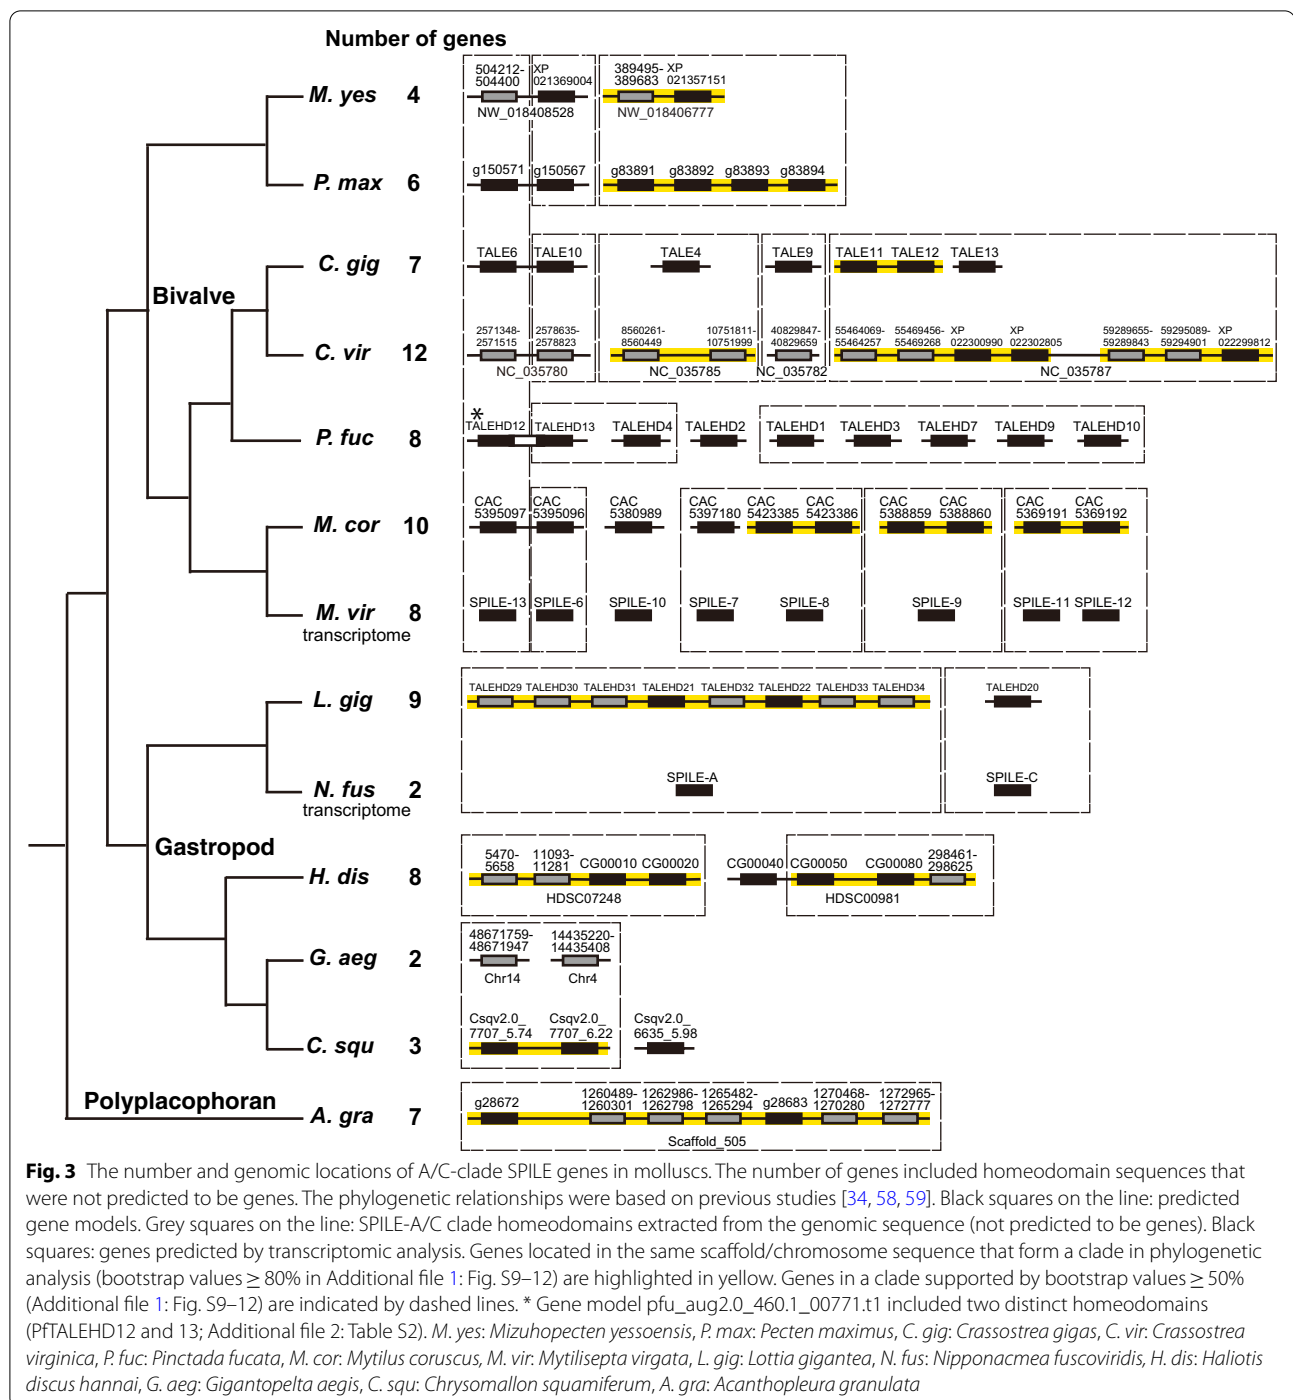 Number of genes
504212-
504400
XP
021369004
389495-
389683
XP
021357151
M. yes 4
NW_018408528
NW_018406777
g150571
g150567
g83891
g83892
g83893
g83894
P. max 6
TALE6
TALE10
TALE4
TALE9
TALE11
TALE12
TALE13
C. gig 7
Bivalve
2571348-
2571515
2578635-
2578823
8560261-
8560449
10751811-
10751999
40829847-
40829659
55464069-
55464257
55469456-
55469268
XP
022300990
XP
022302805
59289655-
59289843
59295089-
59294901
XP
022299812
C. vir 12
NC_035780
NC_035785
NC_035782
NC_035787
*
TALEHD12
TALEHD13
TALEHD4
TALEHD2
TALEHD1
TALEHD3
TALEHD7
TALEHD9
TALEHD10
P. fuc 8
CAC
5395097
CAC
5395096
CAC
5380989
CAC
5397180
CAC
5423385
CAC
5423386
CAC
5388859
CAC
5388860
CAC
5369191
CAC
5369192
M. cor 10
SPILE-13
SPILE-6
SPILE-10
SPILE-7
SPILE-8
SPILE-9
SPILE-11
SPILE-12
M. vir 8
transcriptome
TALEHD29
TALEHD30
TALEHD31
TALEHD21
TALEHD32
TALEHD22
TALEHD33
TALEHD34
TALEHD20
L. gig 9
SPILE-A
SPILE-C
N. fus 2
transcriptome
Gastropod
5470-
5658
11093-
11281
CG00010
CG00020
CG00040
CG00050
CG00080
298461-
298625
H. dis 8
HDSC07248
HDSC00981
48671759-
48671947
14435220-
14435408
G. aeg 2
Chr14
Chr4
Csqv2.0_
7707_5.74
Csqv2.0_
7707_6.22
Csqv2.0_
6635_5.98
C. squ 3
Polyplacophoran
g28672
1260489-
1260301
1262986-
1262798
1265482-
1265294
g28683
1270468-
1270280
1272965-
1272777
A. gra 7
Scaffold_505
Fig. 3 The number and genomic locations of A/C-clade SPILE genes in molluscs. The number of genes included homeodomain sequences that
were not predicted to be genes. The phylogenetic relationships were based on previous studies [34, 58, 59]. Black squares on the line: predicted
gene models. Grey squares on the line: SPILE-A/C clade homeodomains extracted from the genomic sequence (not predicted to be genes). Black
squares: genes predicted by transcriptomic analysis. Genes located in the same scaffold/chromosome sequence that form a clade in phylogenetic
analysis (bootstrap values ≥ 80% in Additional file 1: Fig. S9–12) are highlighted in yellow. Genes in a clade supported by bootstrap values ≥ 50%
(Additional file 1: Fig. S9–12) are indicated by dashed lines. * Gene model pfu_aug2.0_460.1_00771.t1 included two distinct homeodomains
(PfTALEHD12 and 13; Additional file 2: Table S2). M. yes: Mizuhopecten yessoensis, P. max: Pecten maximus, C. gig: Crassostrea gigas, C. vir: Crassostrea
virginica, P. fuc: Pinctada fucata, M. cor: Mytilus coruscus, M. vir: Mytilisepta virgata, L. gig: Lottia gigantea, N. fus: Nipponacmea fuscoviridis, H. dis: Haliotis
discus hannai, G. aeg: Gigantopelta aegis, C. squ: Chrysomallon squamiferum, A. gra: Acanthopleura granulata